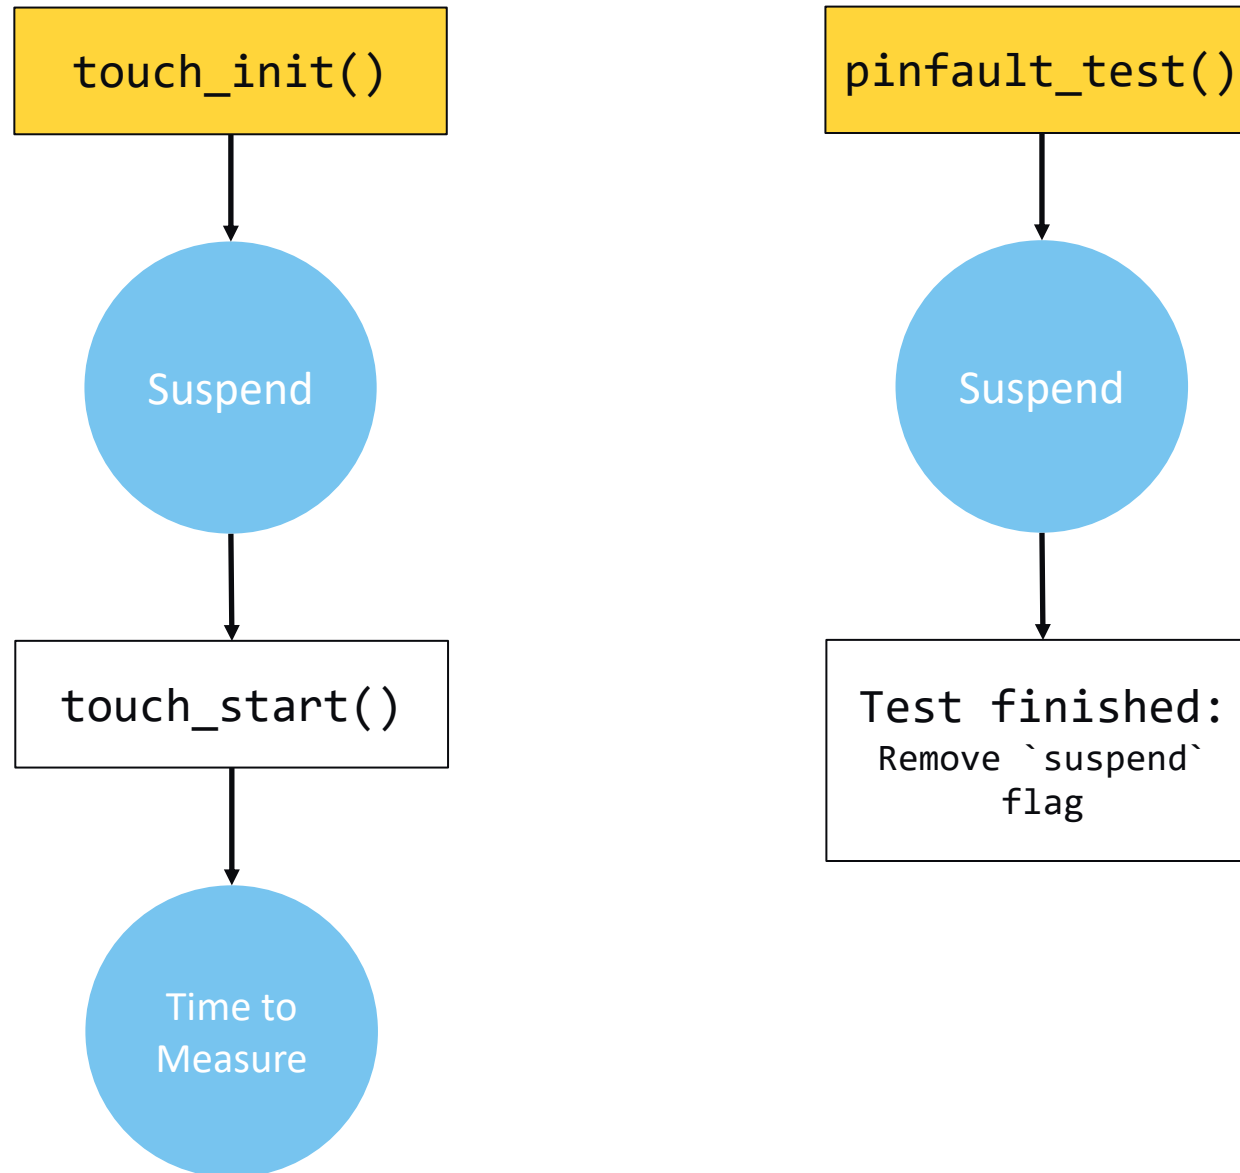 touch_init()
Suspend
touch_start()
Time to
Measure
pinfault_test()
Suspend
Test finished:
Remove `suspend`
flag